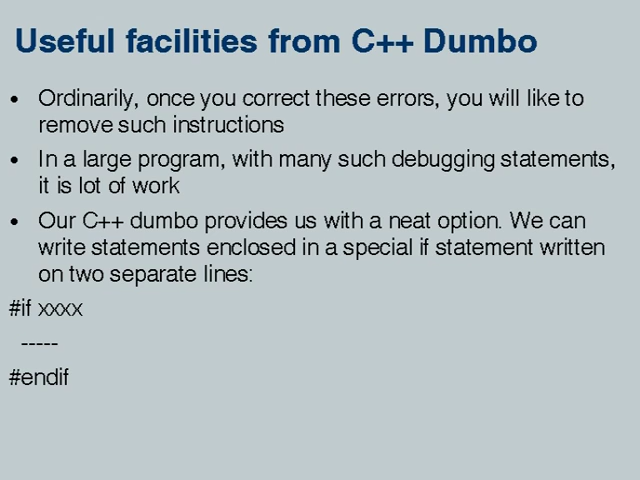 Useful facilities from C++ Dumbo
• Ordinarily, once you correct these errors, you will like to
remove such instructions
• In a large program, with many such debugging statements,
it is lot of work
• Our C++ dumbo provides us with a neat option. We can
write statements enclosed in a special if statement written
on two separate lines:
#if xxxx
-----
#endif